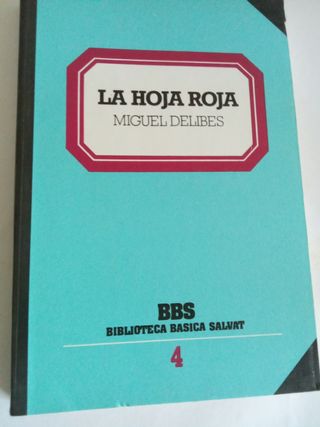 LA HOJA ROJA
MIGUEL DELIBES
BBS
BIBLIOTECA BASICA SALVAT
4